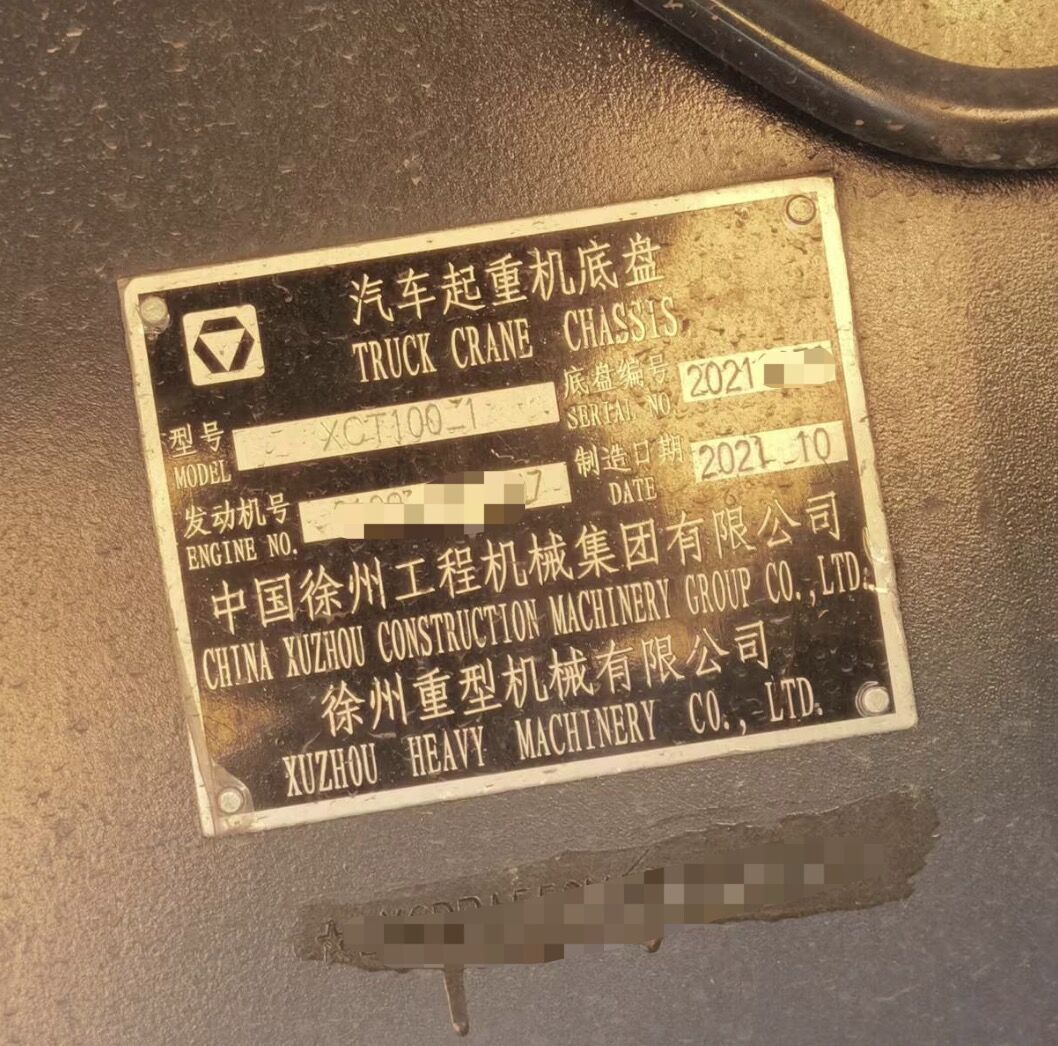 汽车起重机底盘
TRUCK CRANE CHASSIS
型号 XCT100_1 底盘编号 2021
MODEL SERIAL NO.
发动机号 制造日期 2021 10
ENGINE NO. DATE
中国徐州工程机械集团有限公司
CHINA XUZHOU CONSTRUCTION MACHINERY GROUP CO.,LTD.
徐州重型机械有限公司
XUZHOU HEAVY MACHINERY CO., LTD.